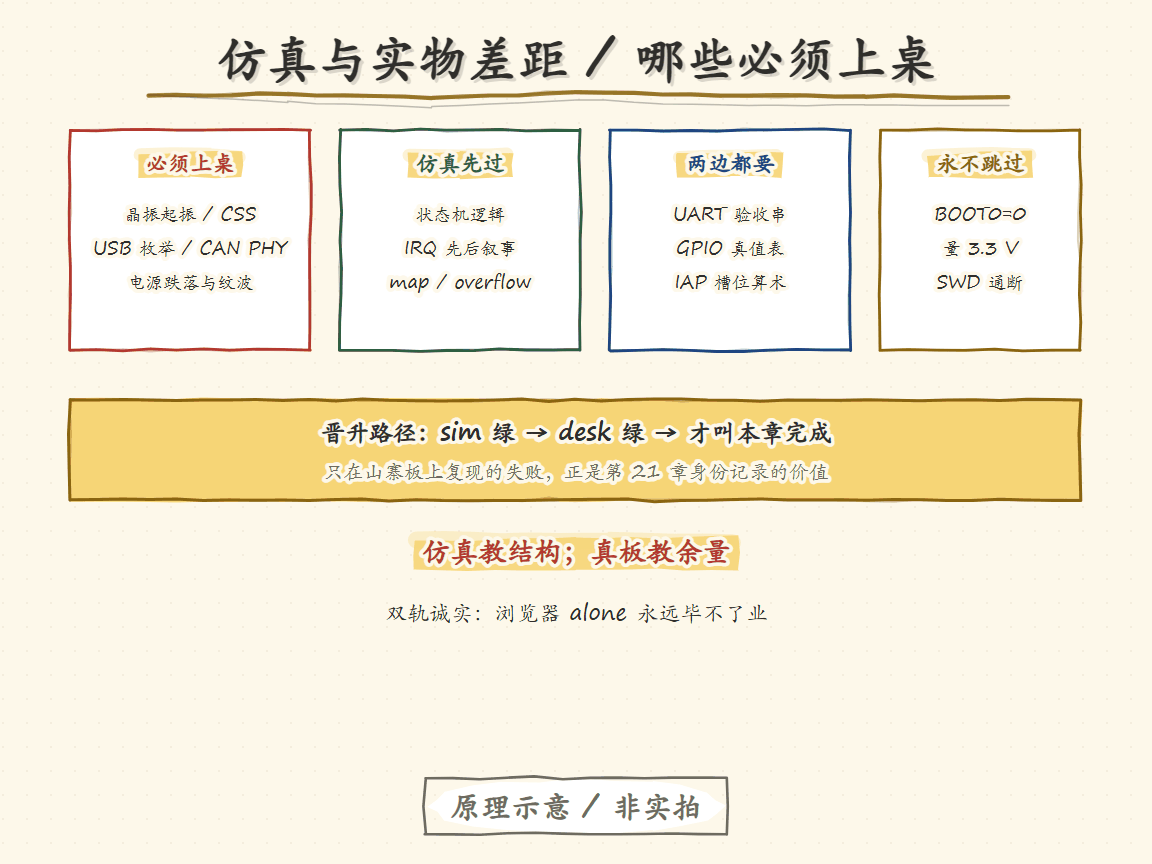 仿真与实物差距 / 哪些必须上桌
必须上桌
晶振起振 / CSS
USB 枚举 / CAN PHY
电源跌落与纹波
仿真先过
状态机逻辑
IRQ 先后叙事
map / overflow
两边都要
UART 验收串
GPIO 真值表
IAP 槽位算术
永不跳过
BOOT0=0
量 3.3 V
SWD 通断
晋升路径：sim 绿 → desk 绿 → 才叫本章完成
只在山寨板上复现的失败，正是第 21 章身份记录的价值
仿真教结构；真板教余量
双轨诚实：浏览器 alone 永远毕不了业
原理示意 / 非实拍